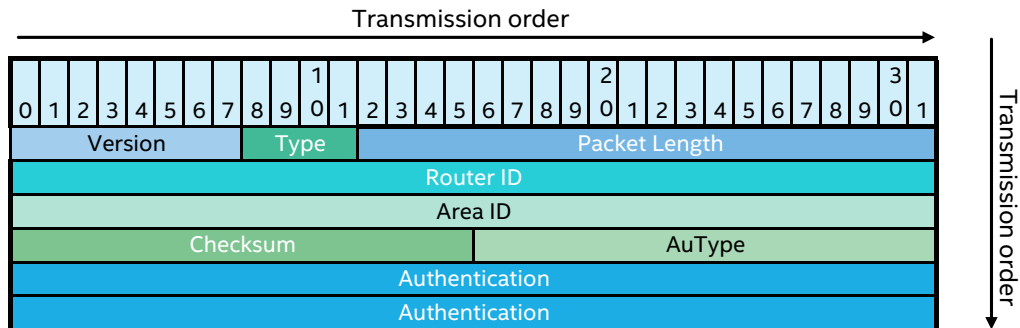 Transmission order
1 2 3
0 1 2 3 4 5 6 7 8 9 0 1 2 3 4 5 6 7 8 9 0 1 2 3 4 5 6 7 8 9 0 1
Version Type Packet Length
Router ID
Area ID
Checksum AuType
Authentication
Authentication
Transmission order